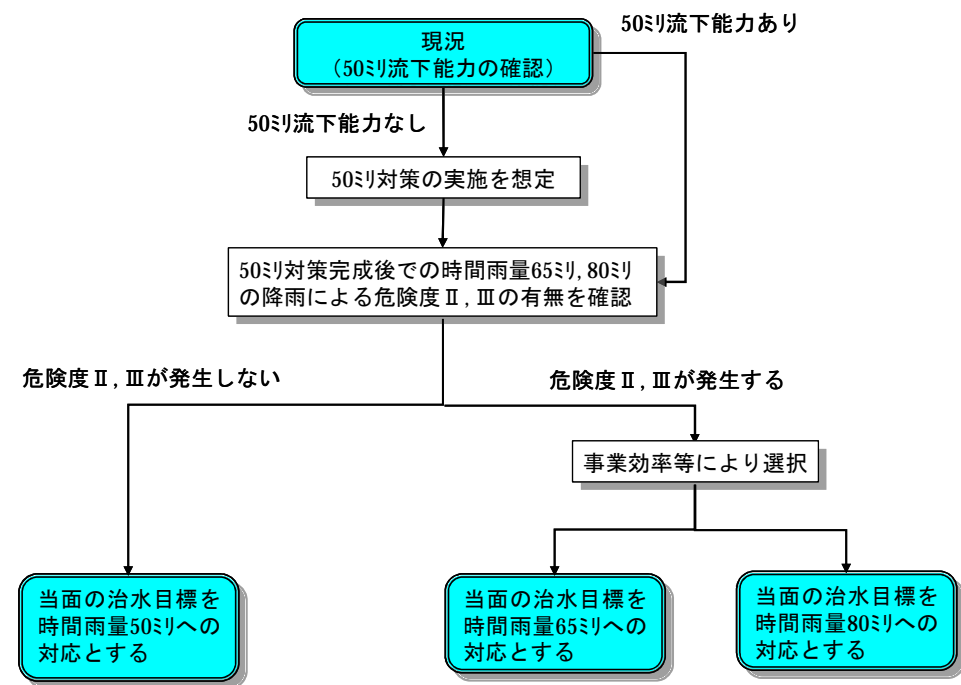 50ミリ流下能力あり
現況
（50ミリ流下能力の確認）
50ミリ流下能力なし
50ミリ対策の実施を想定
50ミリ対策完成後での時間雨量65ミリ,80ミリ
の降雨による危険度Ⅱ,Ⅲの有無を確認
危険度Ⅱ,Ⅲが発生しない
危険度Ⅱ,Ⅲが発生する
事業効率等により選択
当面の治水目標を
時間雨量50ミリへの
対応とする
当面の治水目標を
時間雨量65ミリへの
対応とする
当面の治水目標を
時間雨量80ミリへの
対応とする